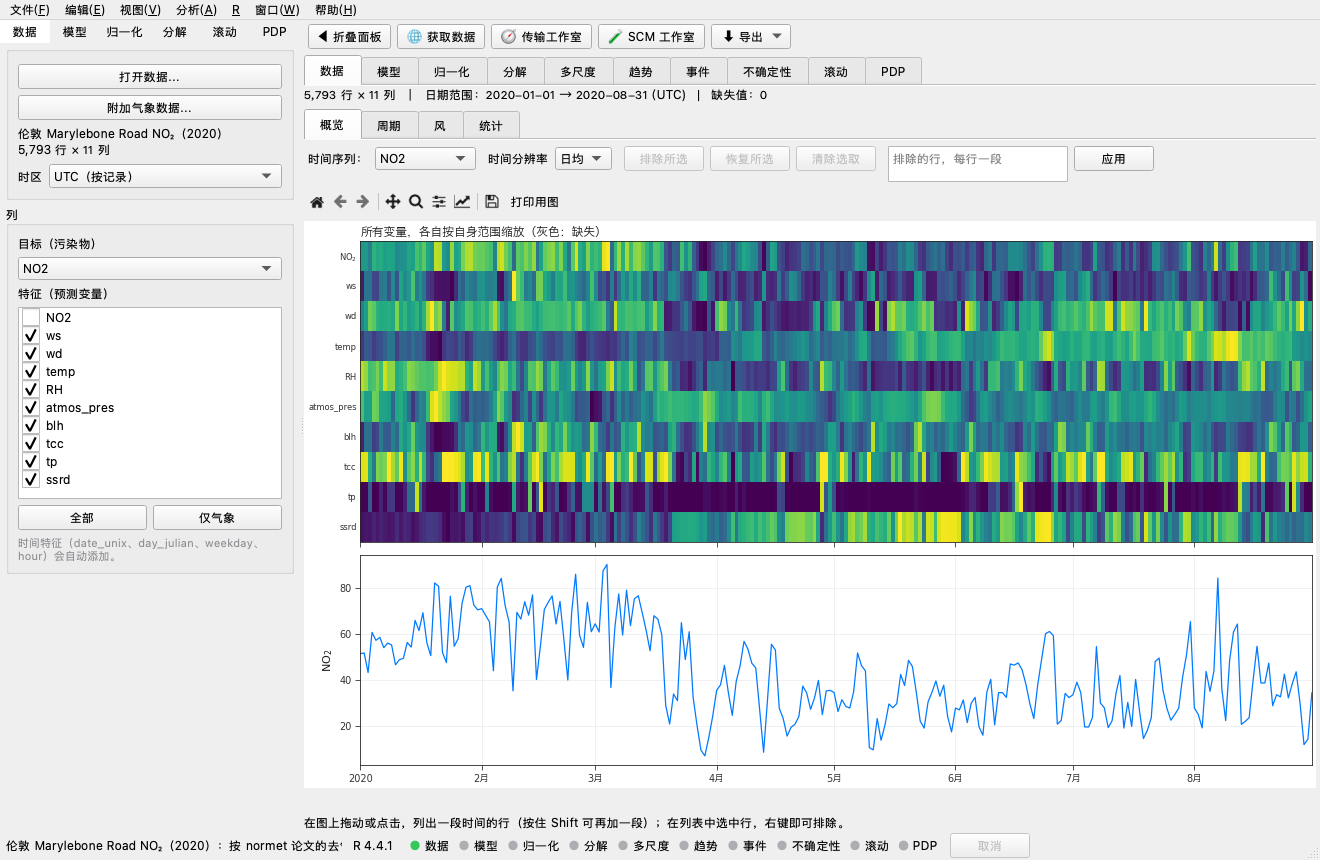 文件(F) 编辑(E) 视图(V) 分析(A) R 窗口(W) 帮助(H)
数据 模型 归一化 分解 滚动 PDP
折叠面板 获取数据 传输工作室 SCM 工作室 导出
打开数据...
附加气象数据...
伦敦 Marylebone Road NO₂（2020）
5,793 行 × 11 列
时区 UTC（按记录）
列
目标（污染物）
NO2
特征（预测变量）
NO2
ws
wd
temp
RH
atmos_pres
blh
tcc
tp
ssrd
全部 仅气象
时间特征（date_unix、day_julian、weekday、
hour）会自动添加。
数据 模型 归一化 分解 多尺度 趋势 事件 不确定性 滚动 PDP
5,793 行 × 11 列 | 日期范围：2020-01-01 → 2020-08-31 (UTC) | 缺失值：0
概览 周期 风 统计
时间序列: NO2 时间分辨率 日均 排除所选 恢复所选 清除选取 排除的行，每行一段 应用
打印用图
所有变量，各自按自身范围缩放（灰色：缺失）
NO₂
ws
wd
temp
RH
atmos_pres
blh
tcc
tp
ssrd
NO₂
80
60
40
20
2020 2月 3月 4月 5月 6月 7月 8月
在图上拖动或点击，列出一段时间的行（按住 Shift 可再加一段）；在列表中选中行，右键即可排除。
伦敦 Marylebone Road NO₂（2020）：按 normet 论文的去 R 4.4.1 数据 模型 归一化 分解 多尺度 趋势 事件 不确定性 滚动 PDP 取消